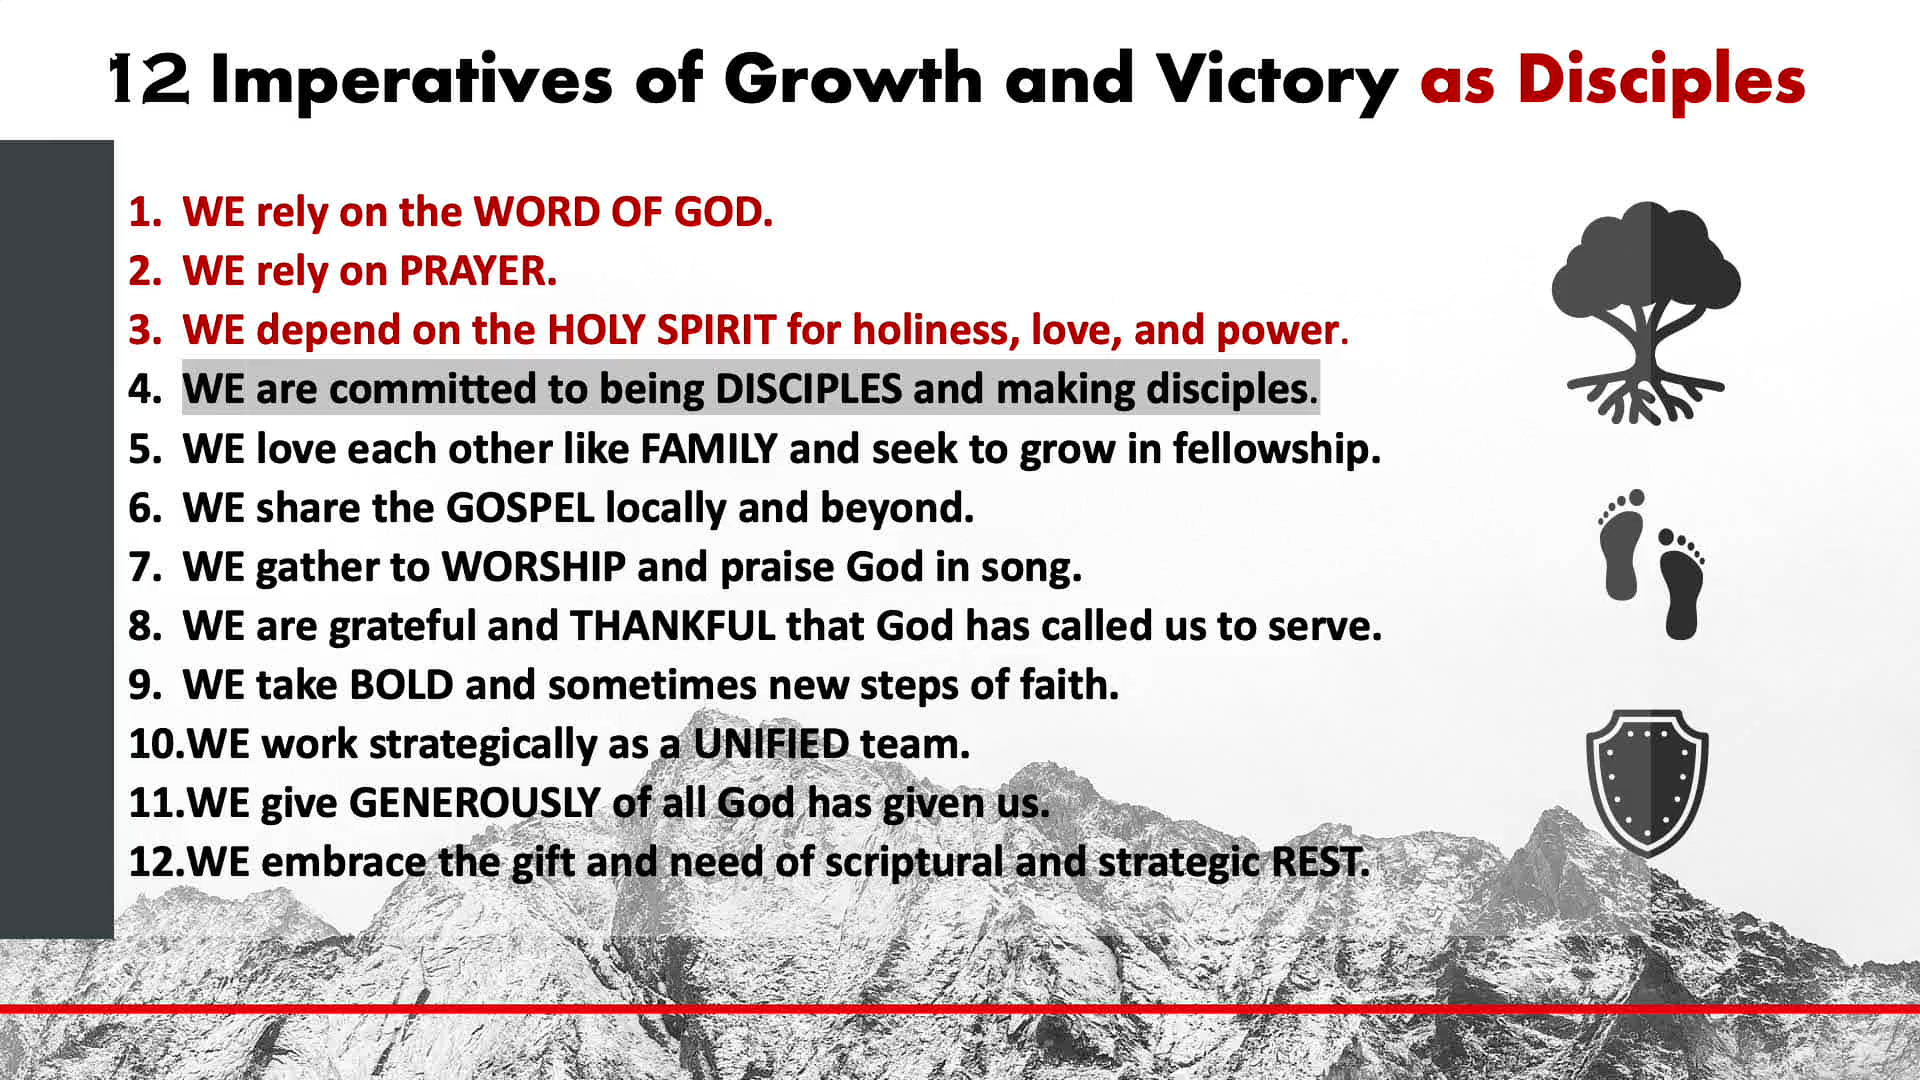 12 Imperatives of Growth and Victory as Disciples
1. WE rely on the WORD OF GOD.
2. WE rely on PRAYER.
3. WE depend on the HOLY SPIRIT for holiness, love, and power.
4. WE are committed to being DISCIPLES and making disciples.
5. WE love each other like FAMILY and seek to grow in fellowship.
6. WE share the GOSPEL locally and beyond.
7. WE gather to WORSHIP and praise God in song.
8. WE are grateful and THANKFUL that God has called us to serve.
9. WE take BOLD and sometimes new steps of faith.
10.WE work strategically as a UNIFIED team.
11.WE give GENEROUSLY of all God has given us.
12.WE embrace the gift and need of scriptural and strategic REST.